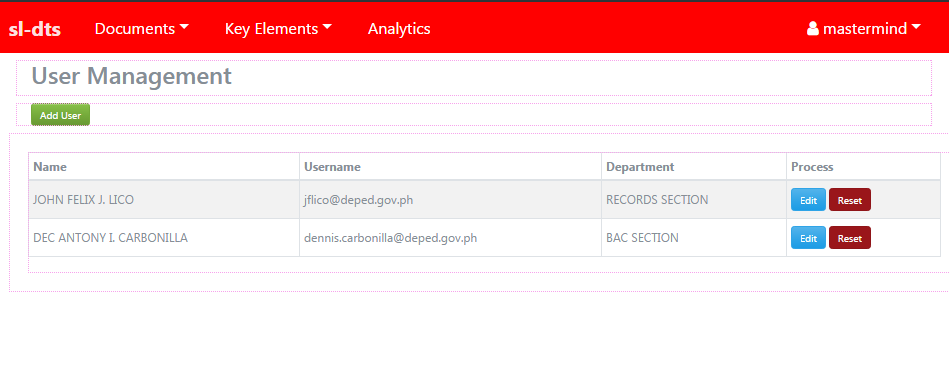 sl-dts Documents Key Elements Analytics mastermind
User Management
Add User
Name Username Department Process
JOHN FELIX J. LICO jflico@deped.gov.ph RECORDS SECTION Edit Reset
DEC ANTONY I. CARBONILLA dennis.carbonilla@deped.gov.ph BAC SECTION Edit Reset